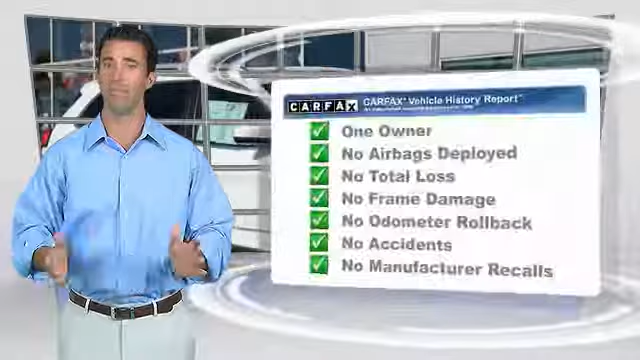 CARFAX CARFAX Vehicle History Report™
One Owner
No Airbags Deployed
No Total Loss
No Frame Damage
No Odometer Rollback
No Accidents
No Manufacturer Recalls